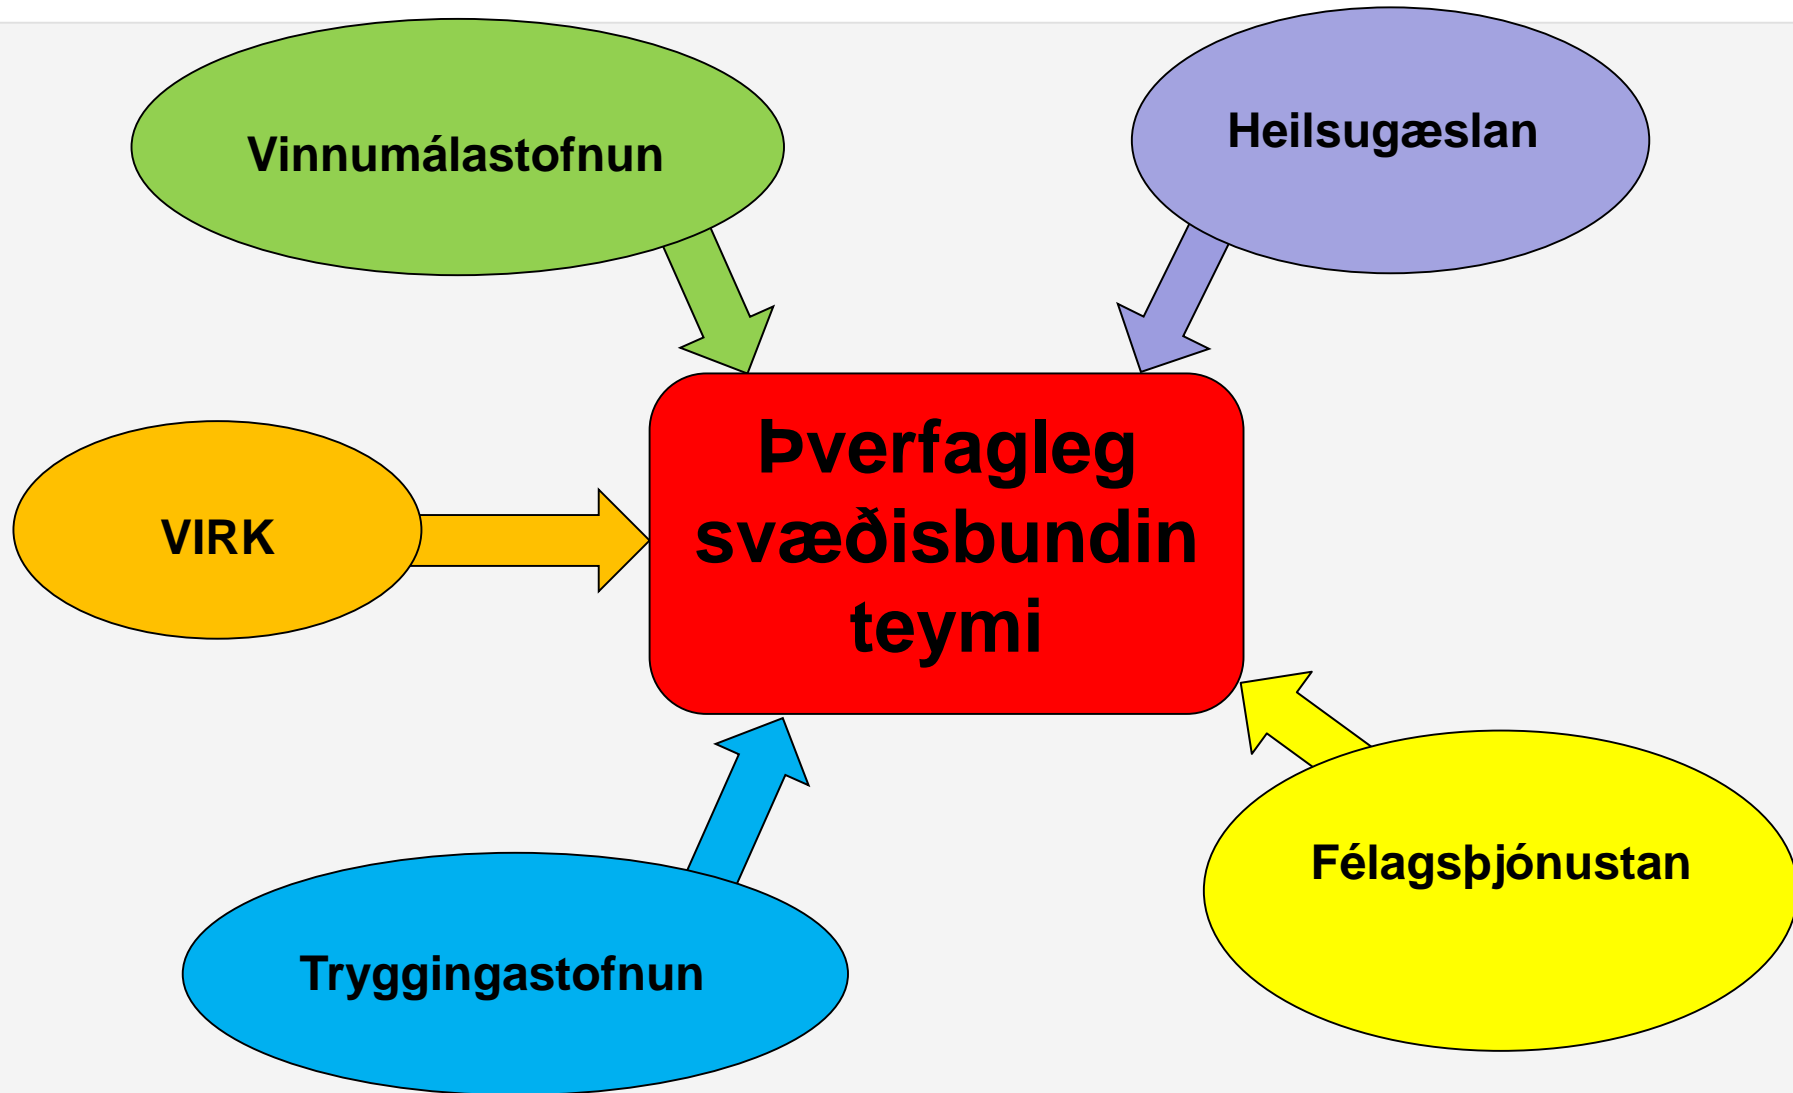 Vinnumálastofnun
Heilsugæslan
Þverfagleg
svæðisbundin
teymi
VIRK
Félagsþjónustan
Tryggingastofnun